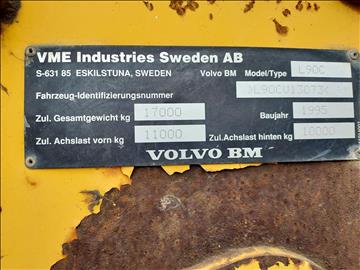 VME Industries Sweden AB
S-631 85 ESKILSTUNA, SWEDEN Volvo BM Model/Type L90C
Fahrzeug-Identifizierungsnummer
Zul. Gesamtgewicht kg 17000 Baujahr 1995
Zul. Achslast vorn kg 11000 Zul. Achslast hinten kg 10000
VOLVO BM